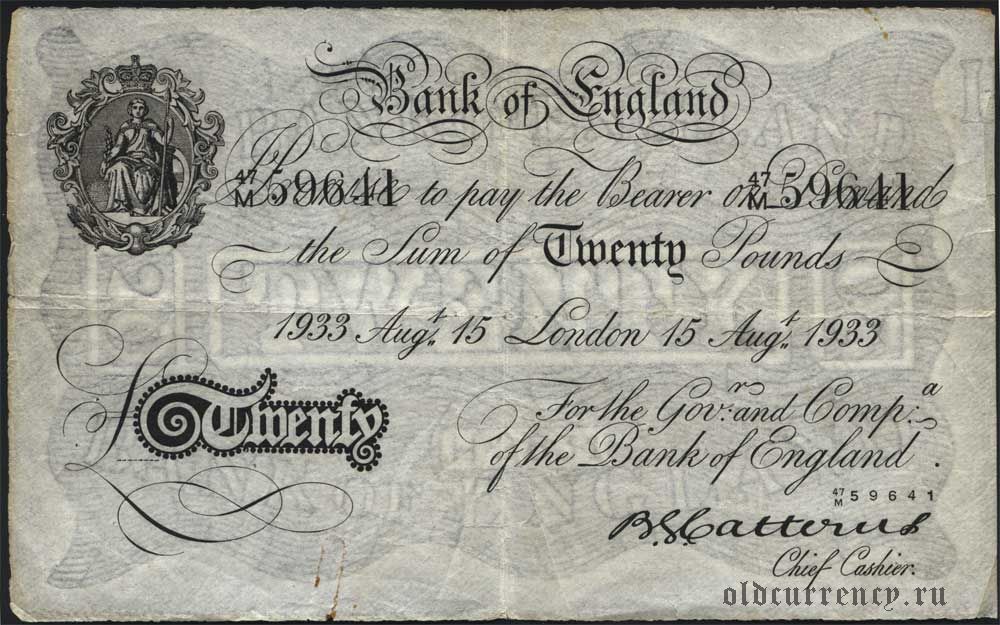 Bank of England
47/M 59641 47/M 59641
I Promise to pay the Bearer on Demand
the Sum of Twenty Pounds
1933 Augt. 15 London 15 Augt. 1933
£ Twenty
For the Govr. and Compa.
of the Bank of England.
47/M 59641
B.G. Catterns
Chief Cashier.
oldcurrency.ru